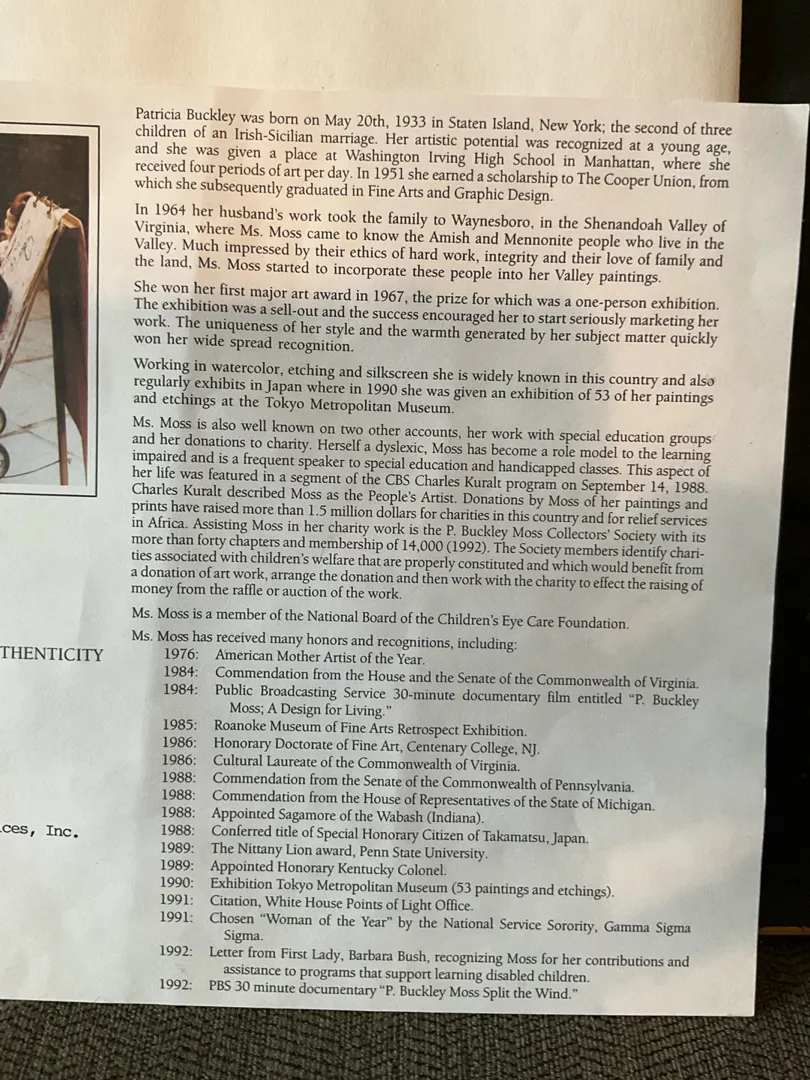 Patricia Buckley was born on May 20th, 1933 in Staten Island, New York; the second of three
children of an Irish-Sicilian marriage. Her artistic potential was recognized at a young age,
and she was given a place at Washington Irving High School in Manhattan, where she
received four periods of art per day. In 1951 she earned a scholarship to The Cooper Union, from
which she subsequently graduated in Fine Arts and Graphic Design.
In 1964 her husband's work took the family to Waynesboro, in the Shenandoah Valley of
Virginia, where Ms. Moss came to know the Amish and Mennonite people who live in the
Valley. Much impressed by their ethics of hard work, integrity and their love of family and
the land, Ms. Moss started to incorporate these people into her Valley paintings.
She won her first major art award in 1967, the prize for which was a one-person exhibition.
The exhibition was a sell-out and the success encouraged her to start seriously marketing her
work. The uniqueness of her style and the warmth generated by her subject matter quickly
won her wide spread recognition.
Working in watercolor, etching and silkscreen she is widely known in this country and also
regularly exhibits in Japan where in 1990 she was given an exhibition of 53 of her paintings
and etchings at the Tokyo Metropolitan Museum.
Ms. Moss is also well known on two other accounts, her work with special education groups
and her donations to charity. Herself a dyslexic, Moss has become a role model to the learning
impaired and is a frequent speaker to special education and handicapped classes. This aspect of
her life was featured in a segment of the CBS Charles Kuralt program on September 14, 1988.
Charles Kuralt described Moss as the People's Artist. Donations by Moss of her paintings and
prints have raised more than 1.5 million dollars for charities in this country and for relief services
in Africa. Assisting Moss in her charity work is the P. Buckley Moss Collectors' Society with its
more than forty chapters and membership of 14,000 (1992). The Society members identify chari-
ties associated with children's welfare that are properly constituted and which would benefit from
a donation of art work, arrange the donation and then work with the charity to effect the raising of
money from the raffle or auction of the work.
Ms. Moss is a member of the National Board of the Children's Eye Care Foundation.
Ms. Moss has received many honors and recognitions, including:
THENTICITY
1976: American Mother Artist of the Year.
1984: Commendation from the House and the Senate of the Commonwealth of Virginia.
1984: Public Broadcasting Service 30-minute documentary film entitled "P. Buckley
Moss; A Design for Living."
1985: Roanoke Museum of Fine Arts Retrospect Exhibition.
1986: Honorary Doctorate of Fine Art, Centenary College, NJ.
1986: Cultural Laureate of the Commonwealth of Virginia.
1988: Commendation from the Senate of the Commonwealth of Pennsylvania.
1988: Commendation from the House of Representatives of the State of Michigan.
1988: Appointed Sagamore of the Wabash (Indiana).
1988: Conferred title of Special Honorary Citizen of Takamatsu, Japan.
ces, Inc.
1989: The Nittany Lion award, Penn State University.
1989: Appointed Honorary Kentucky Colonel.
1990: Exhibition Tokyo Metropolitan Museum (53 paintings and etchings).
1991: Citation, White House Points of Light Office.
1991: Chosen "Woman of the Year" by the National Service Sorority, Gamma Sigma
Sigma.
1992: Letter from First Lady, Barbara Bush, recognizing Moss for her contributions and
assistance to programs that support learning disabled children.
1992: PBS 30 minute documentary "P. Buckley Moss Split the Wind."